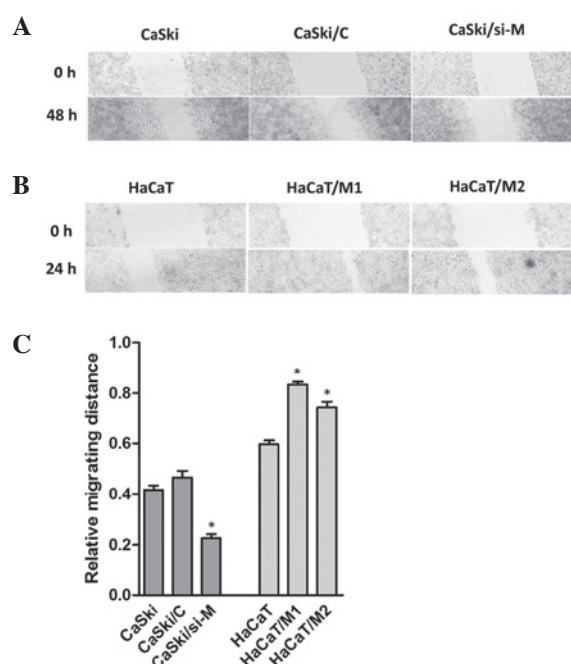 A
CaSki CaSki/C CaSki/si-M
0 h
48 h
B
HaCaT HaCaT/M1 HaCaT/M2
0 h
24 h
C
Relative migrating distance
1.0
0.8
0.6
0.4
0.2
0.0
*
*
*
CaSki
CaSki/C
CaSki/si-M
HaCaT
HaCaT/M1
HaCaT/M2